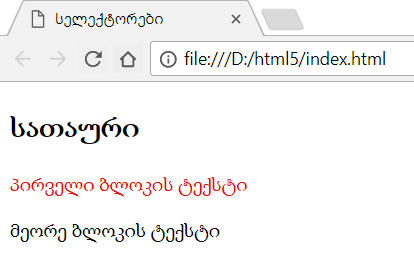 სელექტორები
file:///D:/html5/index.html
სათაური
პირველი ბლოკის ტექსტი
მეორე ბლოკის ტექსტი